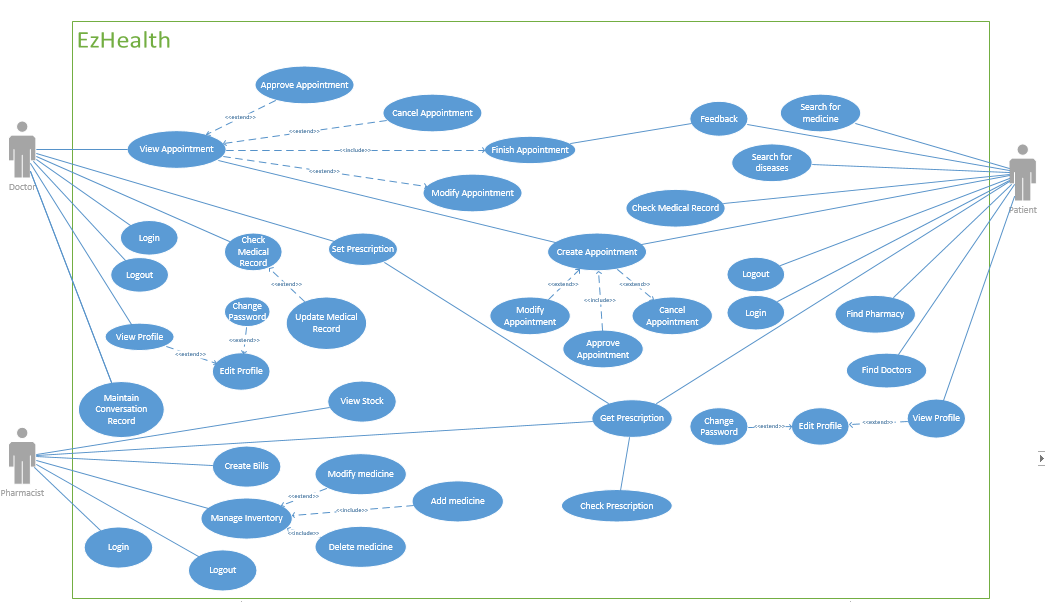 EzHealth
Approve Appointment
<<extend>>
Cancel Appointment
<<extend>>
View Appointment
<<include>>
Finish Appointment
<<extend>>
Modify Appointment
Feedback
Search for
medicine
Search for
diseases
Check Medical Record
Doctor
Patient
Login
Logout
Check
Medical
Record
Set Prescription
<<extend>>
Update Medical
Record
Create Appointment
<<extend>>
<<include>>
<<extend>>
Modify
Appointment
Approve
Appointment
Cancel
Appointment
Logout
Login
Find Pharmacy
Find Doctors
Change
Password
<<extend>>
View Profile
<<extend>>
Edit Profile
Maintain
Conversation
Record
View Stock
Get Prescription
Change
Password
<<extend>>
Edit Profile
<<extend>>
View Profile
Pharmacist
Create Bills
Modify medicine
<<extend>>
Manage Inventory
<<include>>
Add medicine
<<include>>
Delete medicine
Check Prescription
Login
Logout